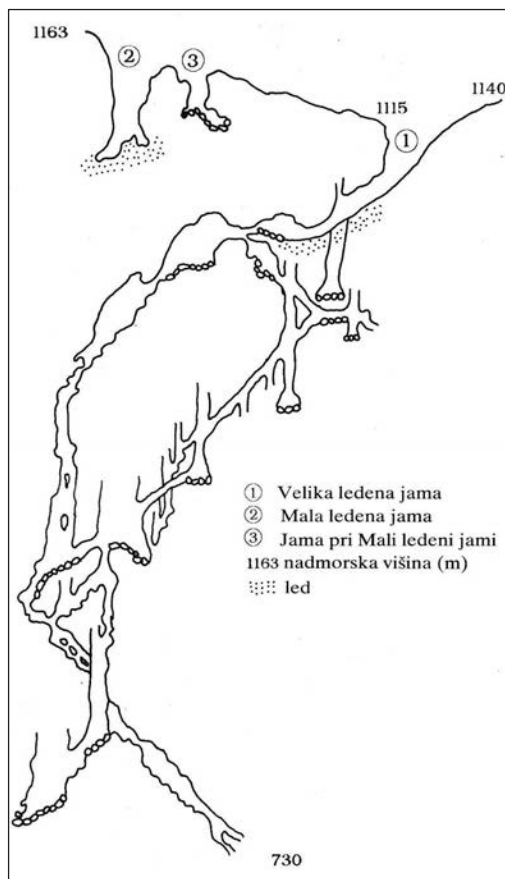 1163
②
③
1140
1115
①
① Velika ledena jama
② Mala ledena jama
③ Jama pri Mali ledeni jami
1163 nadmorska višina (m)
led
730